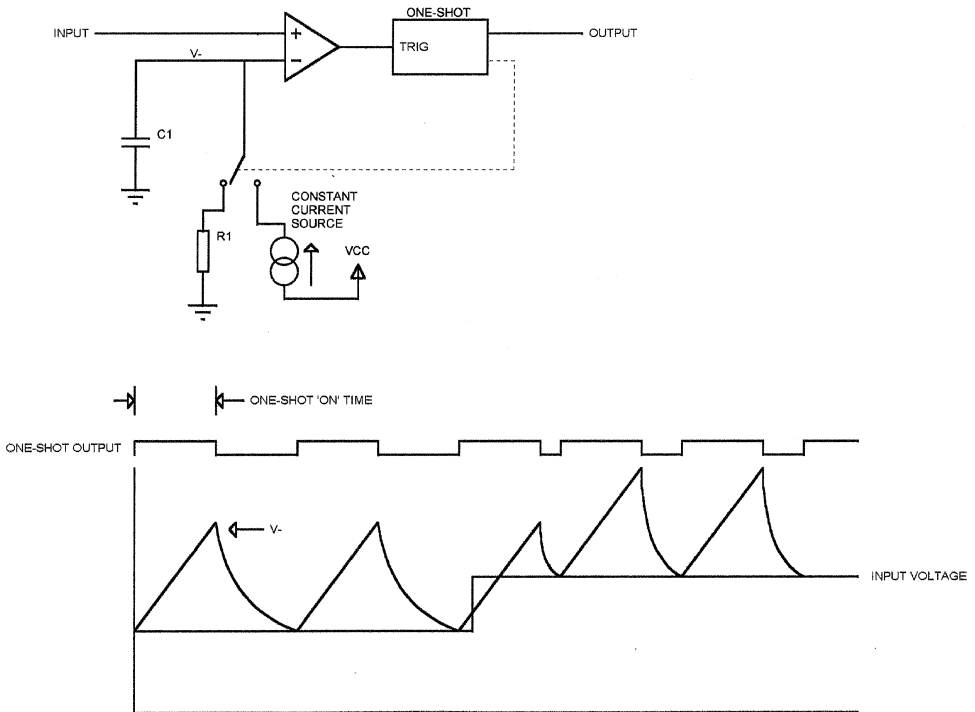 ONE-SHOT
INPUT
+
TRIG
OUTPUT
V-
−
C1
CONSTANT
CURRENT
SOURCE
R1
VCC
ONE-SHOT 'ON' TIME
ONE-SHOT OUTPUT
V-
INPUT VOLTAGE